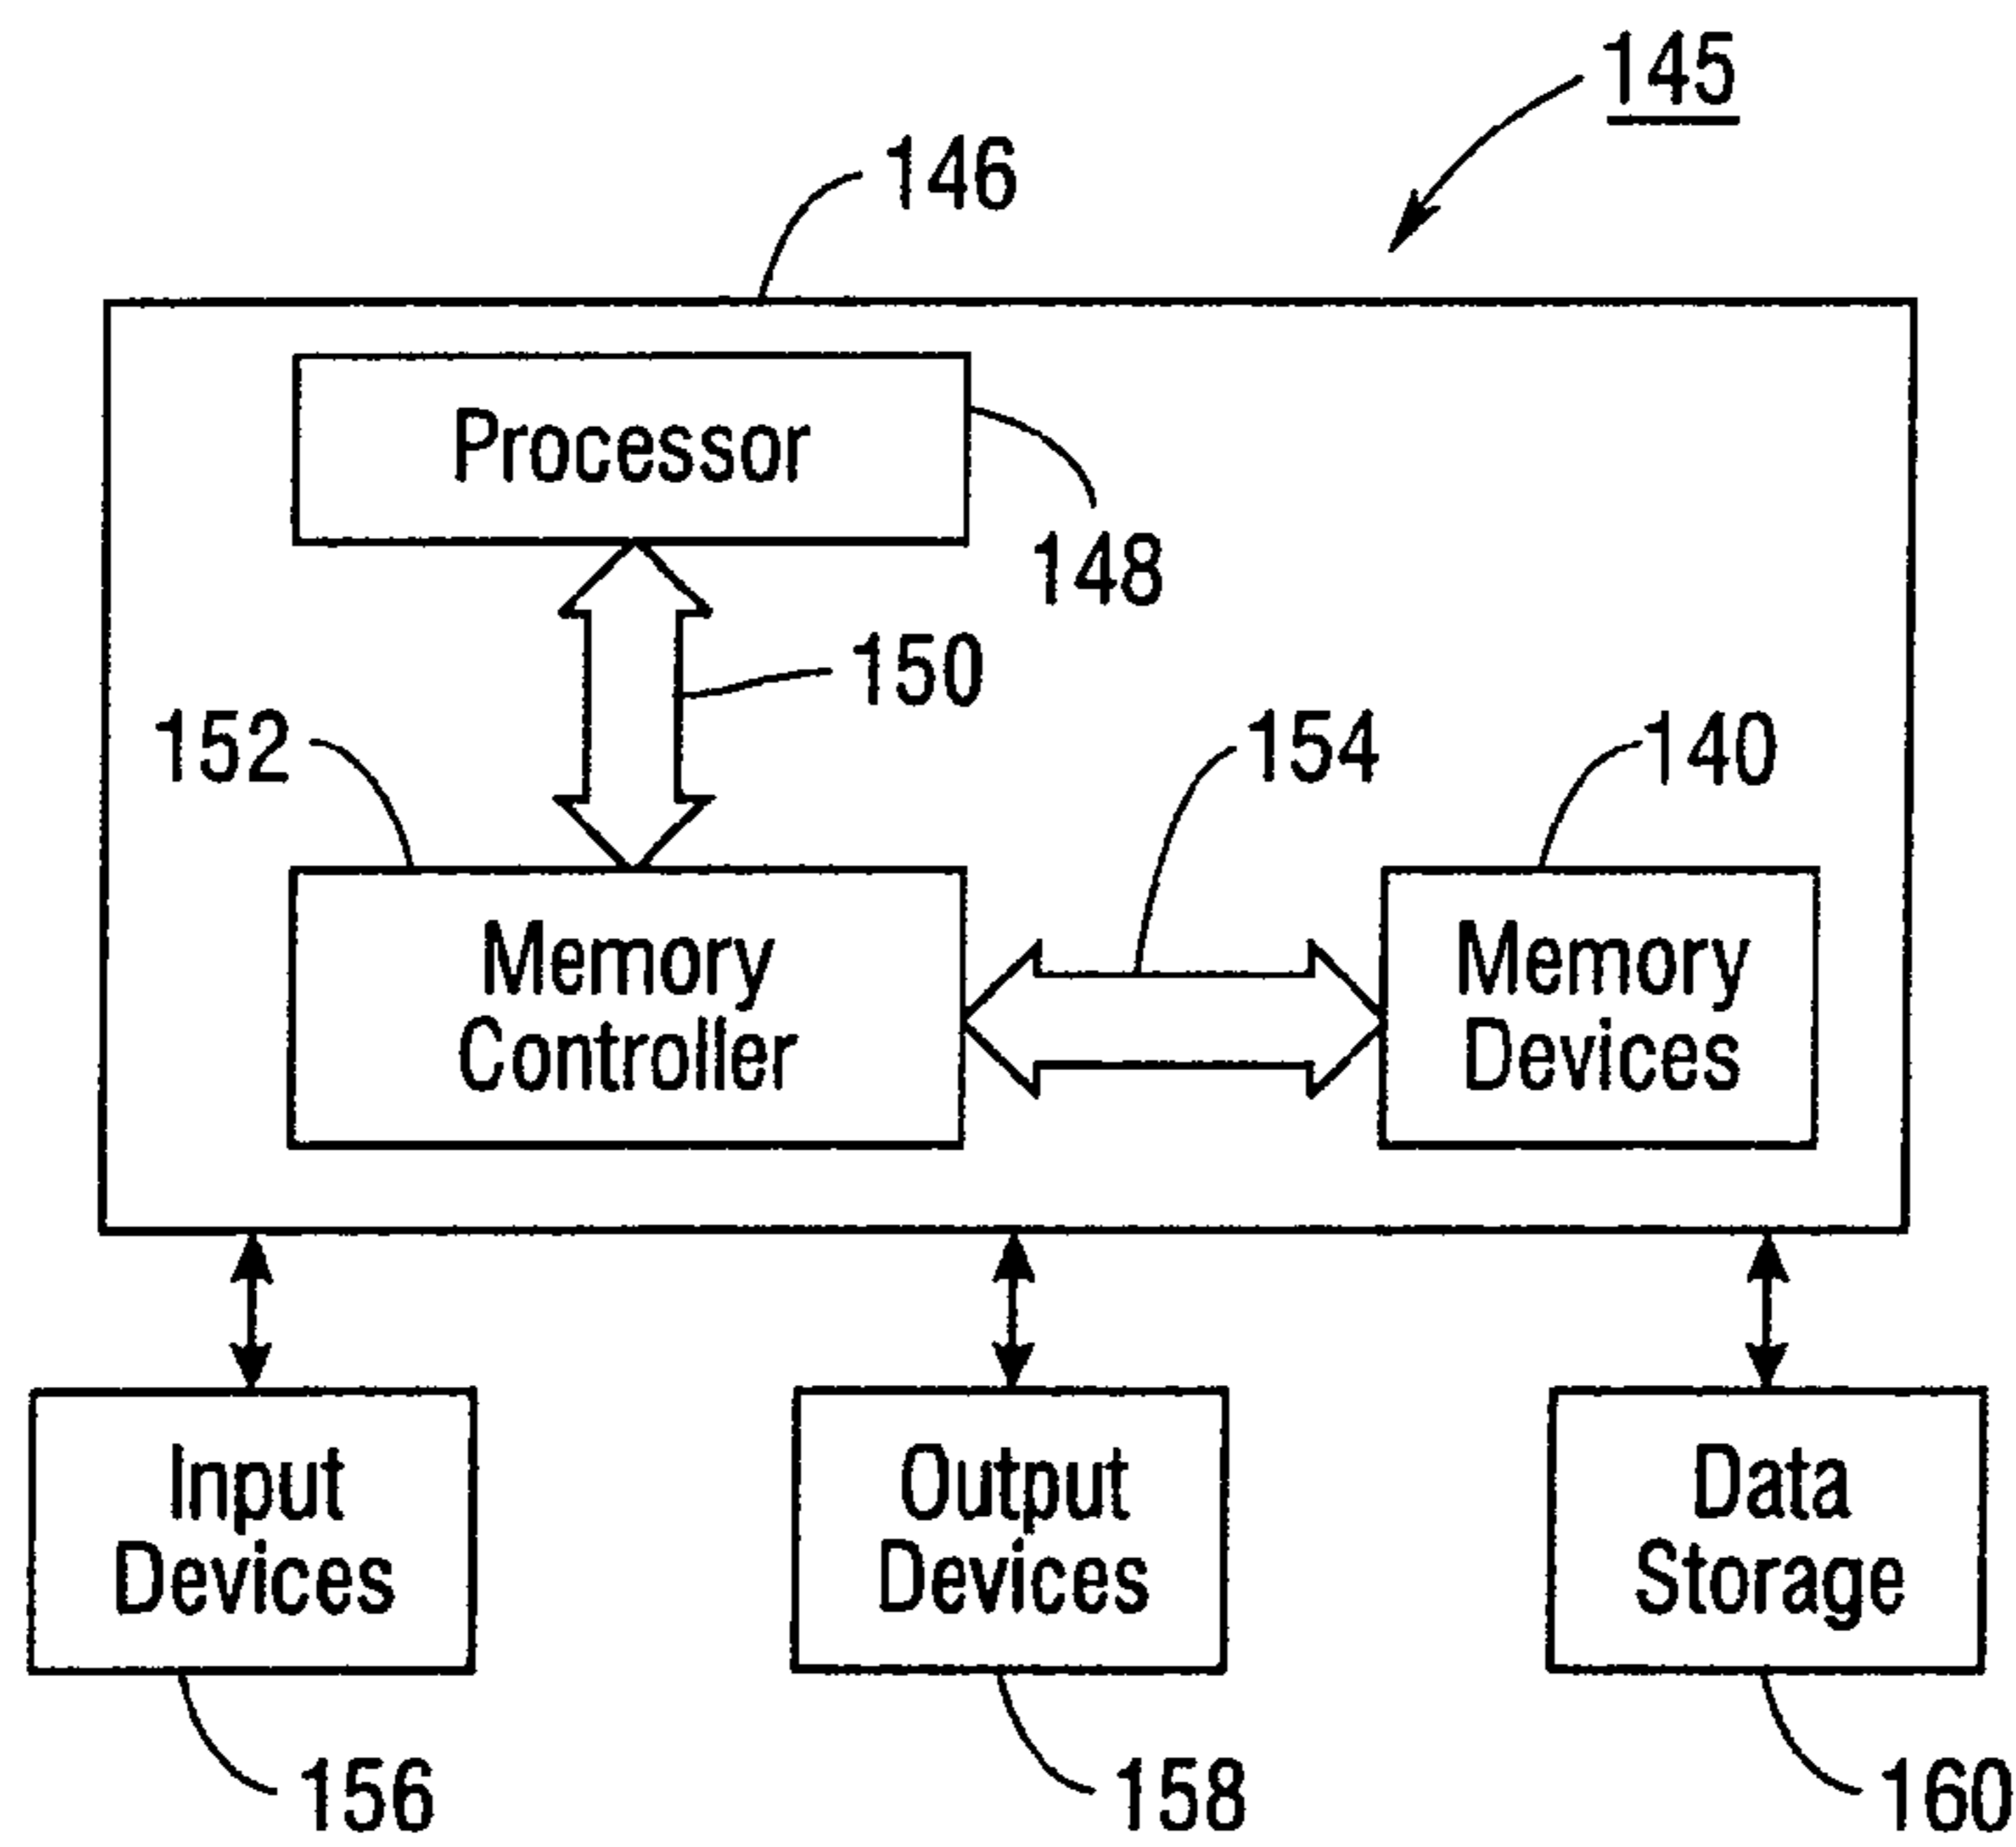 145
146
Processor
148
150
152
154
140
Memory
Controller
Memory
Devices
Input
Devices
Output
Devices
Data
Storage
156
158
160